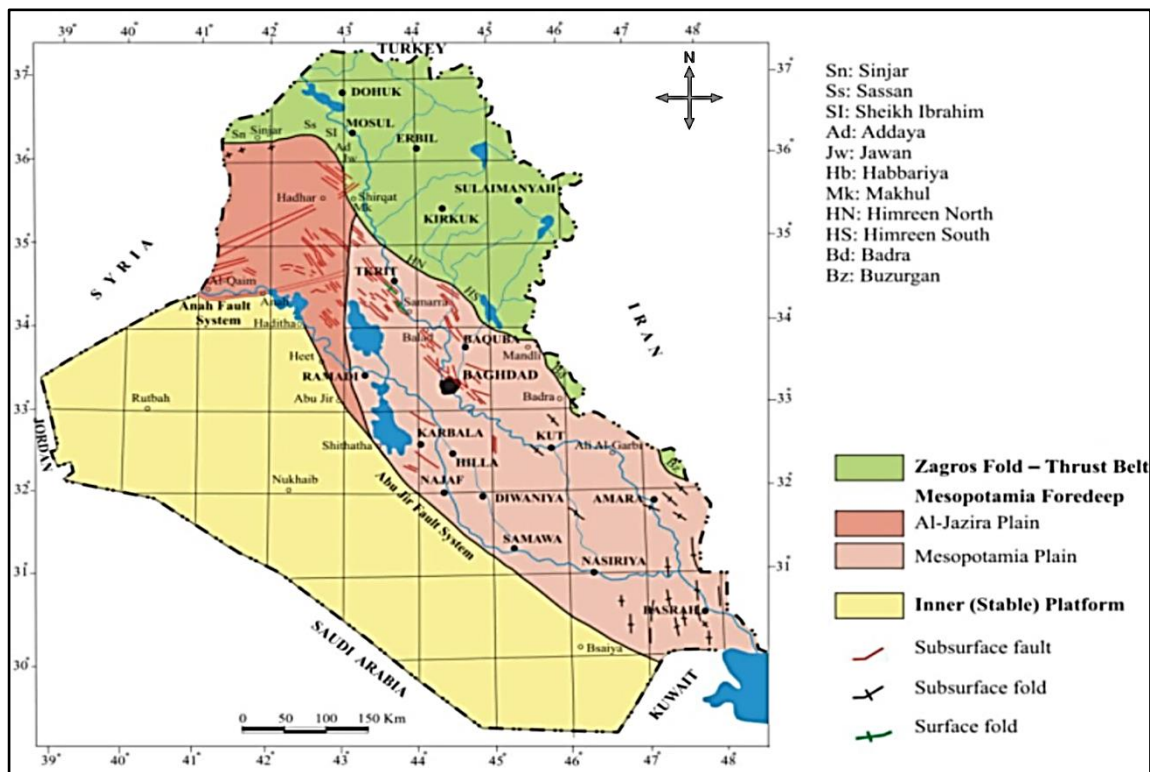 39° 40° 41° 42° 43° 44° 45° 46° 47° 48°
TURKEY
N
37° 37°
DOHUK
Sn Sinjar Ss MOSUL
SI
Ad ERBIL
Jw
36° 36°
SULAIMANYAH
Hadhar Shirqat
Mk
KIRKUK
35° 35°
SYRIA
HN
TKRIT
Al-Qaim
HS
Samarra
Anah
Anah Fault
System
IRAN
Haditha
34° 34°
Balad BAQUBA
Mandli
Heet
RAMADI BAGHDAD
Bd
Rutbah Abu Jir Badra
33° 33°
JORDAN
Shithatha KARBALA KUT Ali Al-Garbi
HILLA
Bz
Nukhaib NAJAF DIWANIYA AMARA
32° 32°
Abu Jir Fault System
SAMAWA
NASIRIYA
31° 31°
BASRAH
SAUDI ARABIA
Bsaiya
30° 30°
KUWAIT
0 50 100 150 Km
39° 40° 41° 42° 43° 44° 45° 46° 47° 48°
Sn: Sinjar
Ss: Sassan
SI: Sheikh Ibrahim
Ad: Addaya
Jw: Jawan
Hb: Habbariya
Mk: Makhul
HN: Himreen North
HS: Himreen South
Bd: Badra
Bz: Buzurgan
Zagros Fold – Thrust Belt
Mesopotamia Foredeep
Al-Jazira Plain
Mesopotamia Plain
Inner (Stable) Platform
Subsurface fault
Subsurface fold
Surface fold